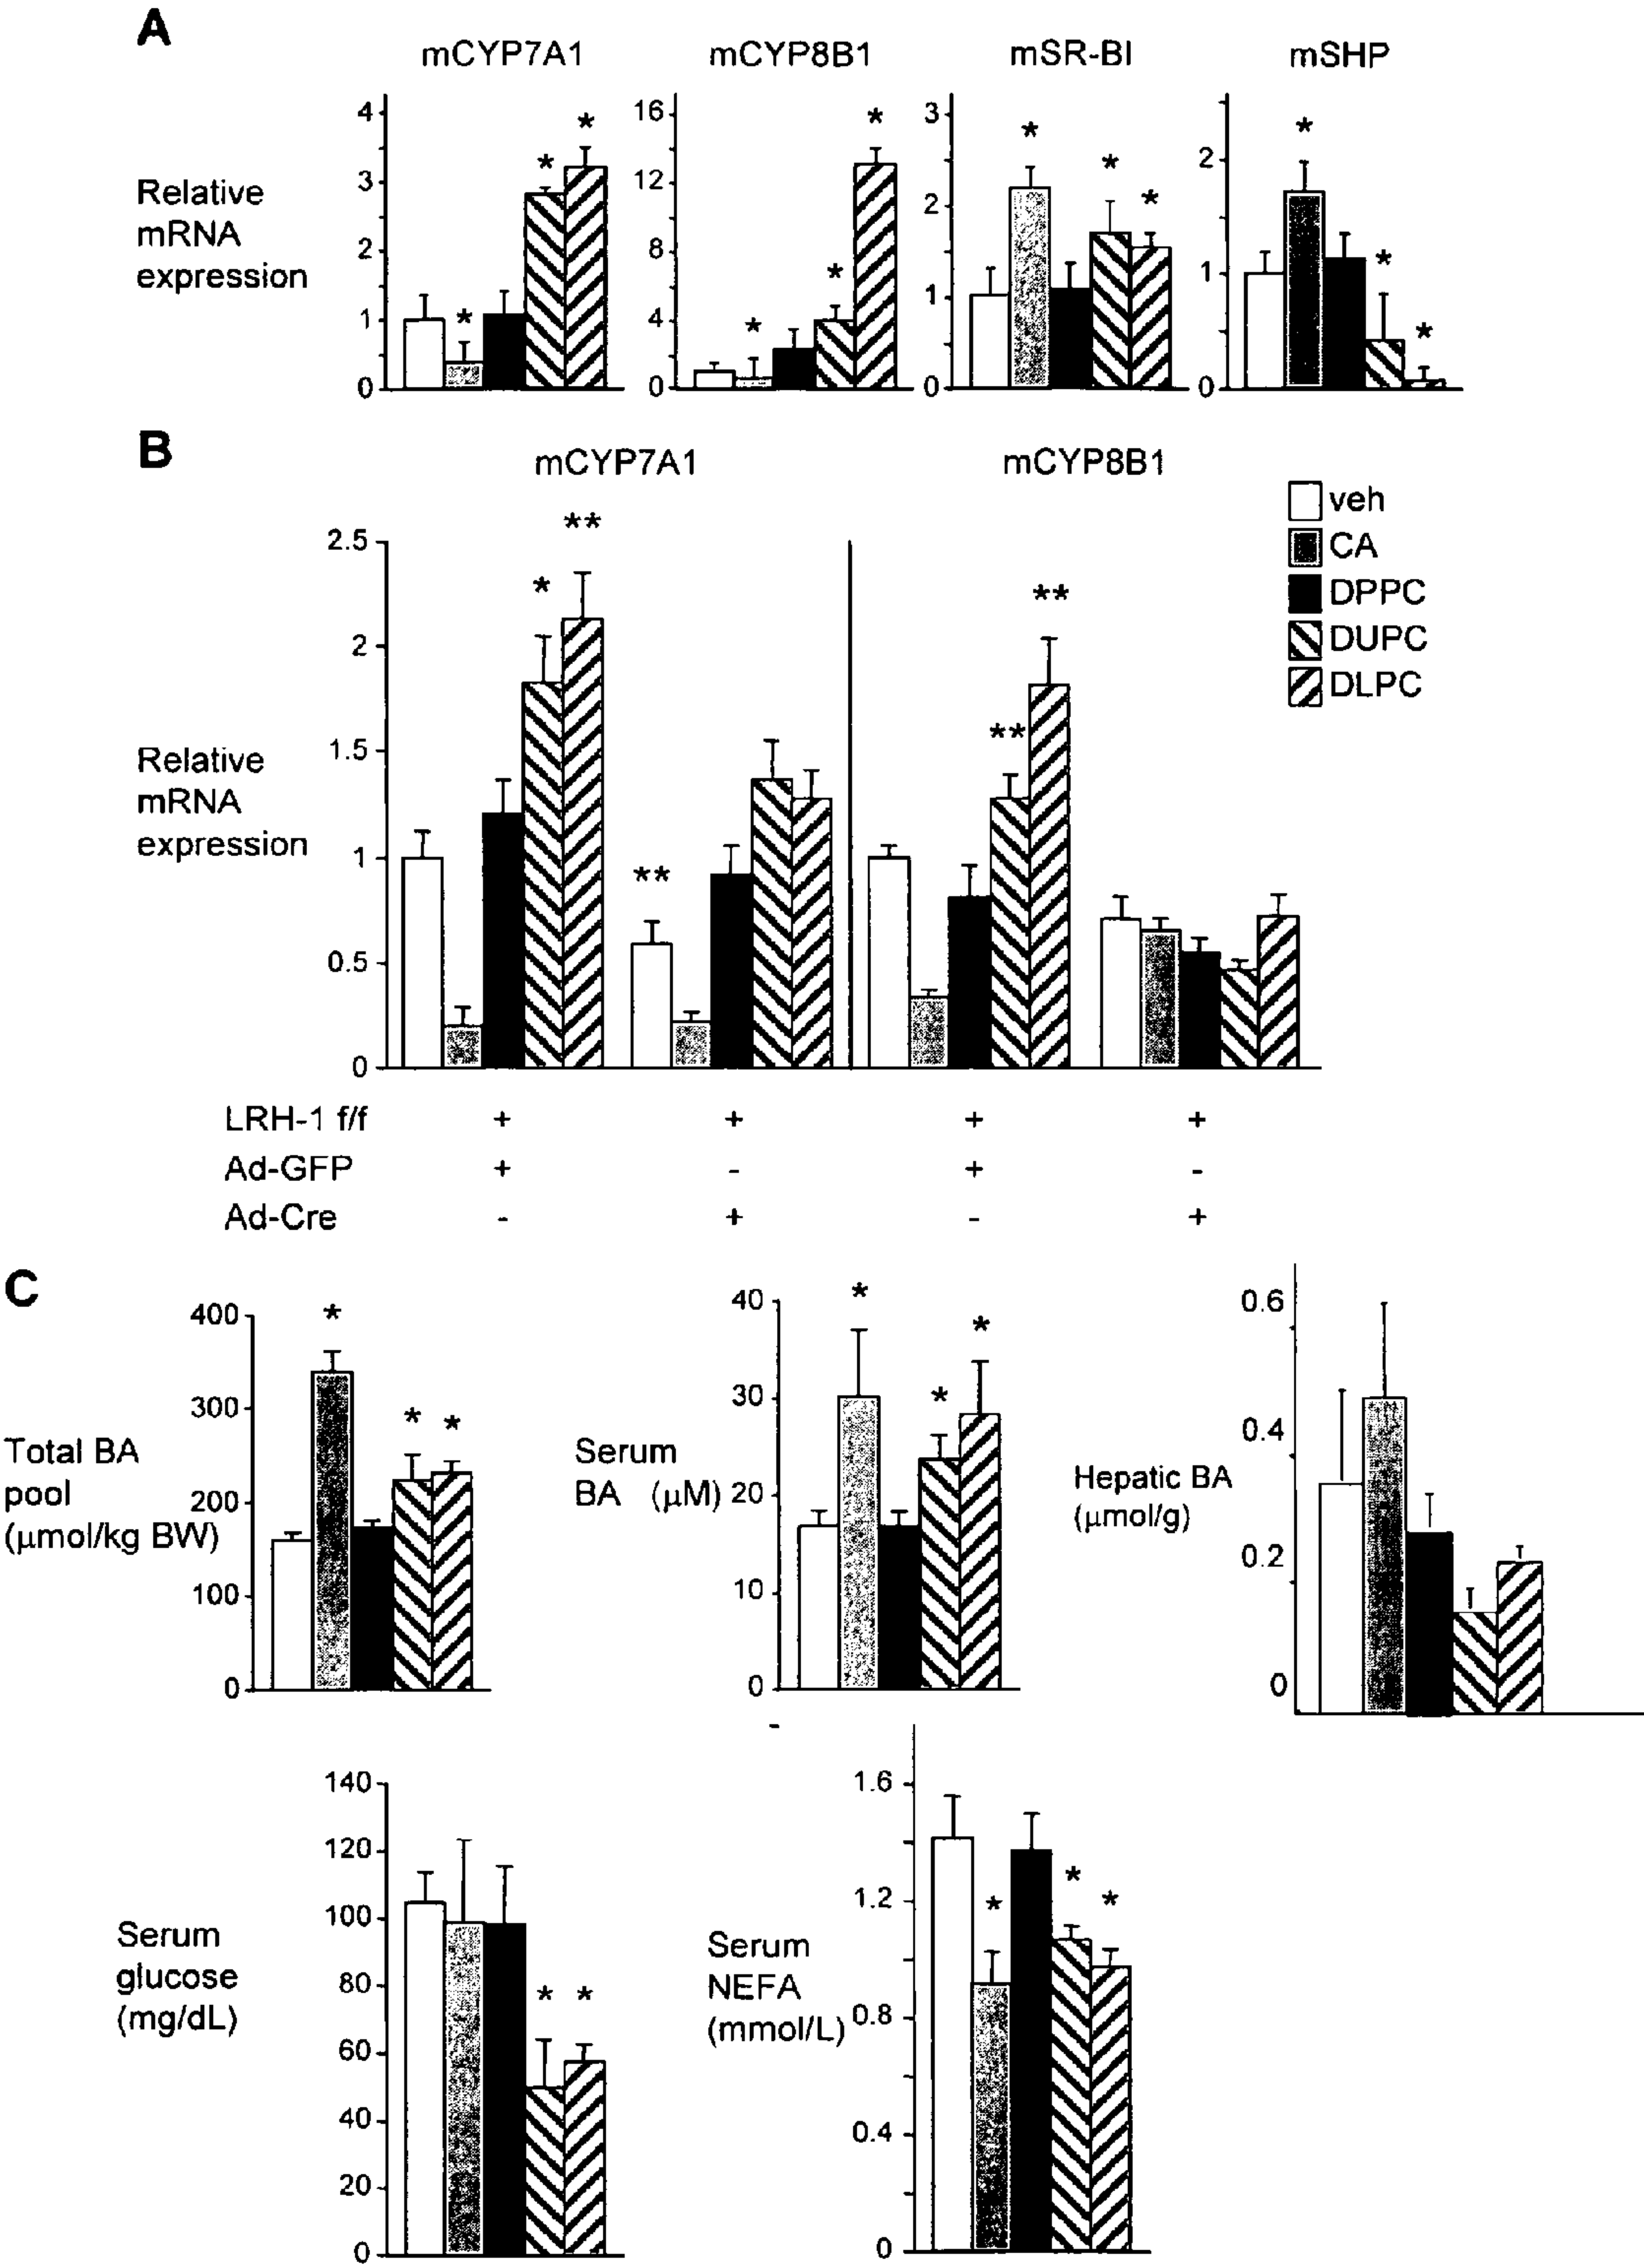 A
mCYP7A1 mCYP8B1 mSR-BI mSHP
4 3 2 1 0
16 12 8 4 0
3 2 1 0
2 1 0
* * *
* * *
* * *
* * *
Relative
mRNA
expression
B
mCYP7A1 mCYP8B1
veh
CA
DPPC
DUPC
DLPC
2.5
2
1.5
1
0.5
0
* ** **
** **
Relative
mRNA
expression
LRH-1 f/f + + + +
Ad-GFP + - + -
Ad-Cre - + - +
C
Total BA
pool
(μmol/kg BW)
400
300
200
100
0
* * *
Serum
BA (μM)
40
30
20
10
0
* * *
Hepatic BA
(μmol/g)
0.6
0.4
0.2
0
-
Serum
glucose
(mg/dL)
140
120
100
80
60
40
20
0
* *
Serum
NEFA
(mmol/L)
1.6
1.2
0.8
0.4
0
* * *